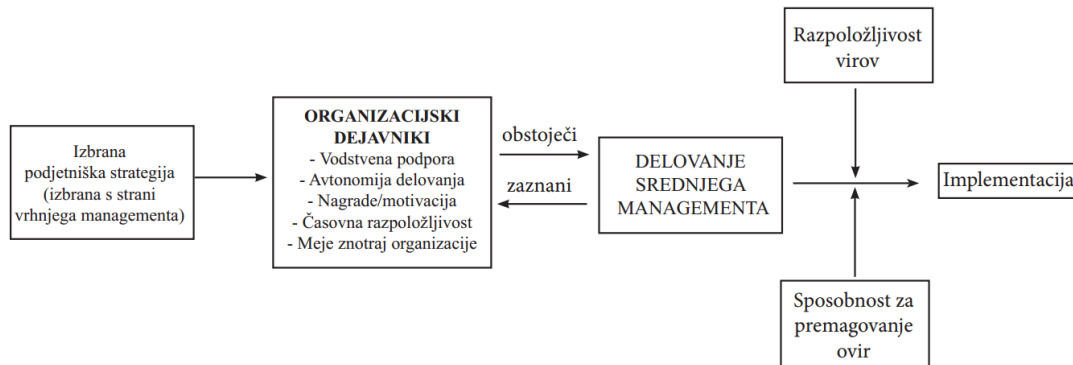 Izbrana
podjetniška strategija
(izbrana s strani
vrhnjega managementa)
ORGANIZACIJSKI
DEJAVNIKI
- Vodstvena podpora
- Avtonomija delovanja
- Nagrade/motivacija
- Časovna razpoložljivost
- Meje znotraj organizacije
obstoječi
zaznani
DELOVANJE
SREDNJEGA
MANAGEMENTA
Razpoložljivost
virov
Sposobnost za
premagovanje
ovir
Implementacija